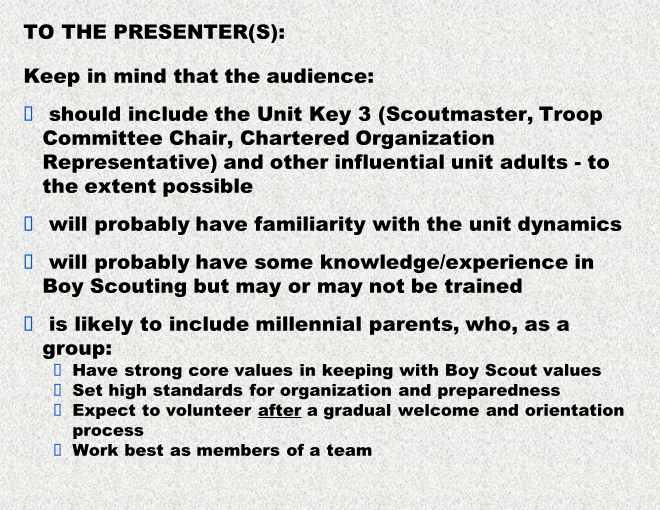 TO THE PRESENTER(S):
Keep in mind that the audience:
should include the Unit Key 3 (Scoutmaster, Troop
Committee Chair, Chartered Organization
Representative) and other influential unit adults - to
the extent possible
will probably have familiarity with the unit dynamics
will probably have some knowledge/experience in
Boy Scouting but may or may not be trained
is likely to include millennial parents, who, as a
group:
Have strong core values in keeping with Boy Scout values
Set high standards for organization and preparedness
Expect to volunteer after a gradual welcome and orientation
process
Work best as members of a team